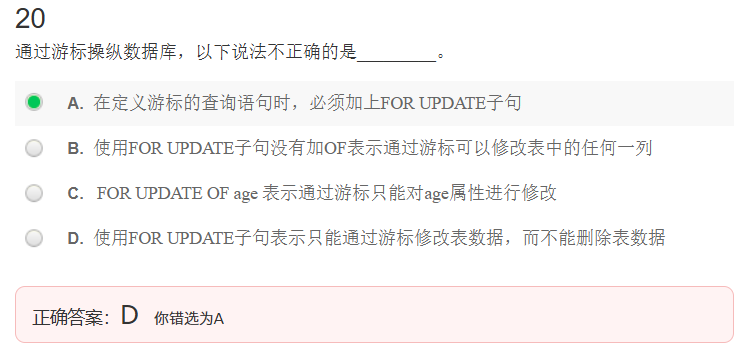 20
通过游标操纵数据库，以下说法不正确的是________。
A. 在定义游标的查询语句时，必须加上FOR UPDATE子句
B. 使用FOR UPDATE子句没有加OF表示通过游标可以修改表中的任何一列
C. FOR UPDATE OF age 表示通过游标只能对age属性进行修改
D. 使用FOR UPDATE子句表示只能通过游标修改表数据，而不能删除表数据
正确答案：D 你错选为A